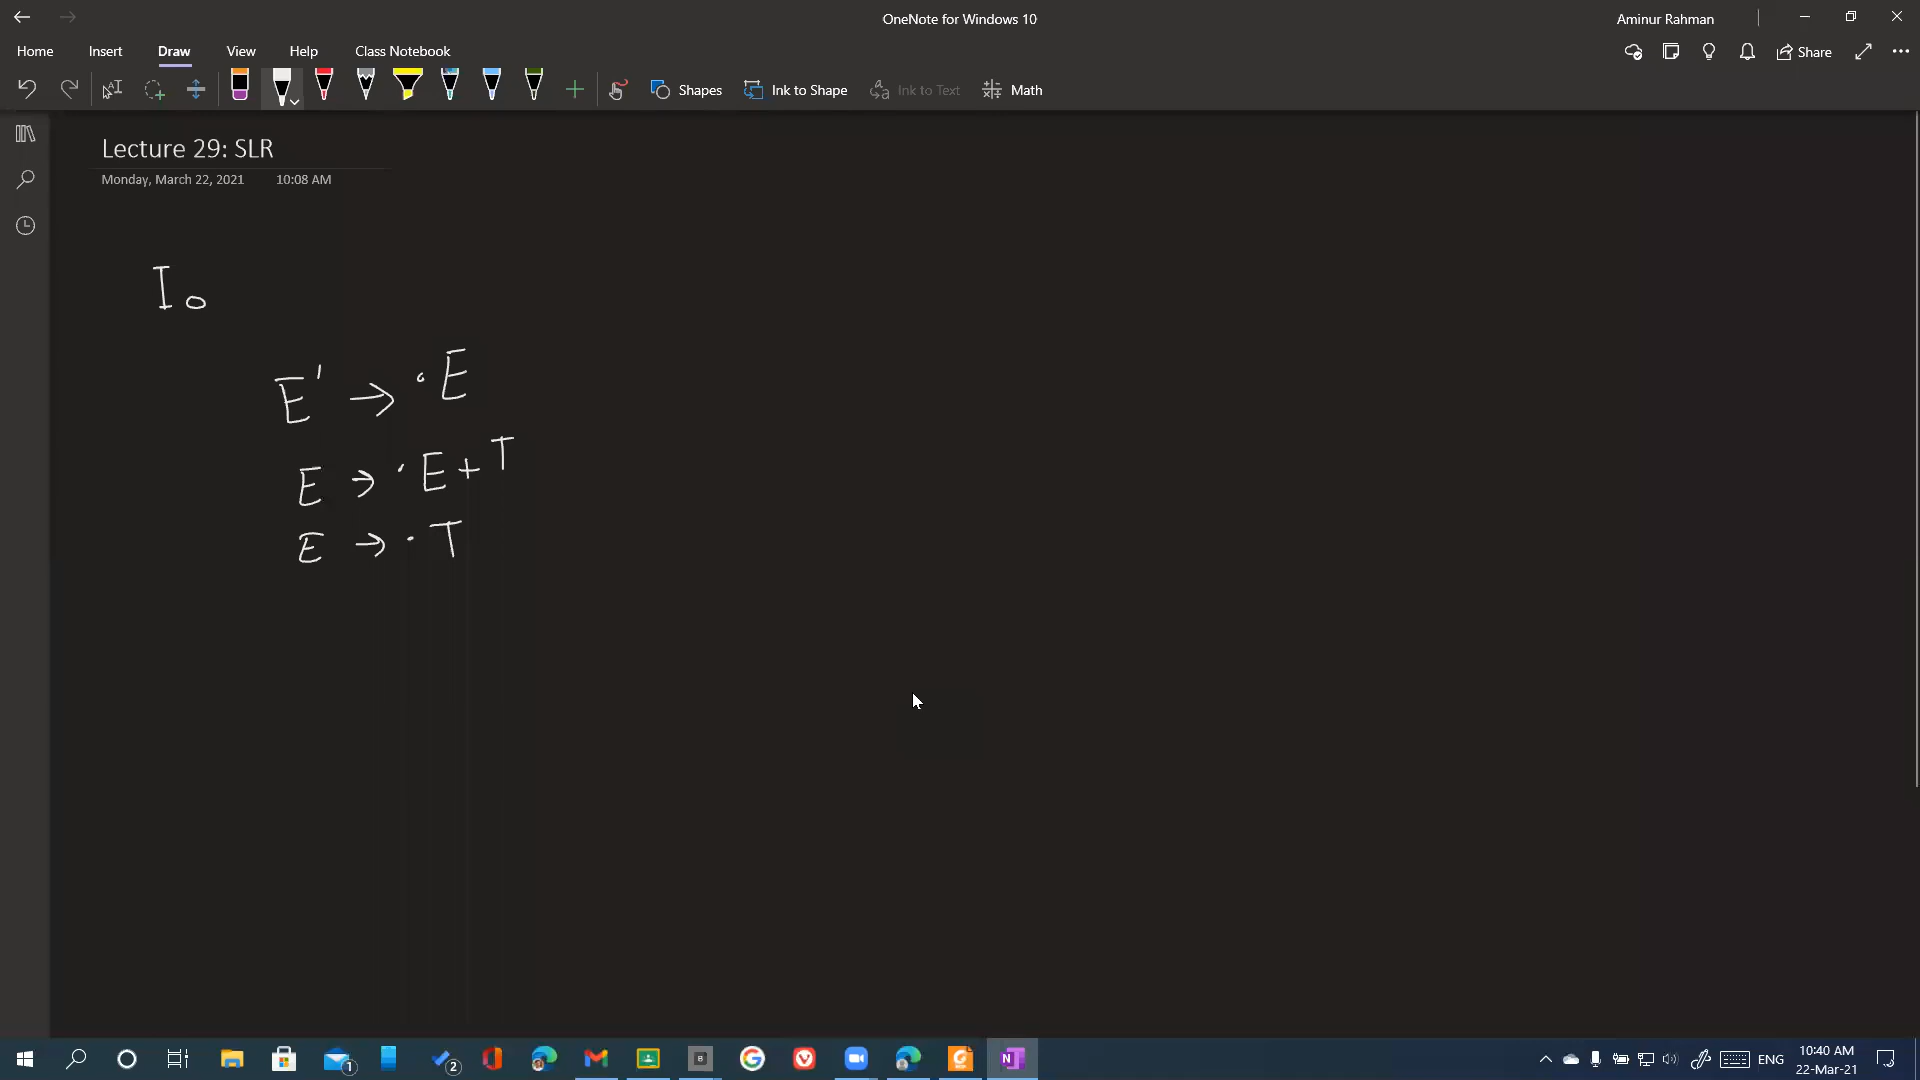 OneNote for Windows 10
Aminur Rahman
Home Insert Draw View Help Class Notebook
Share
Shapes Ink to Shape Ink to Text Math
Lecture 29: SLR
Monday, March 22, 2021 10:08 AM
I₀
E' → ·E
E → ·E+T
E → ·T
ENG
10:40 AM
22-Mar-21